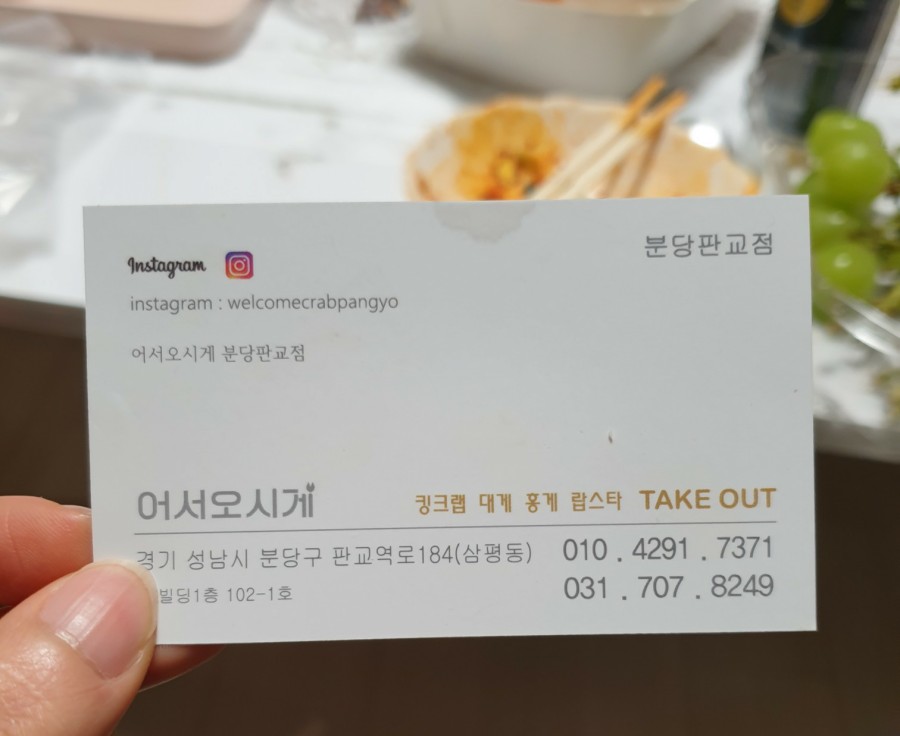 분당판교점
Instagram
instagram : welcomecrabpangyo
어서오시게 분당판교점
어서오시게
킹크랩 대게 홍게 랍스타 TAKE OUT
경기 성남시 분당구 판교역로184(삼평동)
빌딩1층 102-1호
010 . 4291 . 7371
031 . 707 . 8249